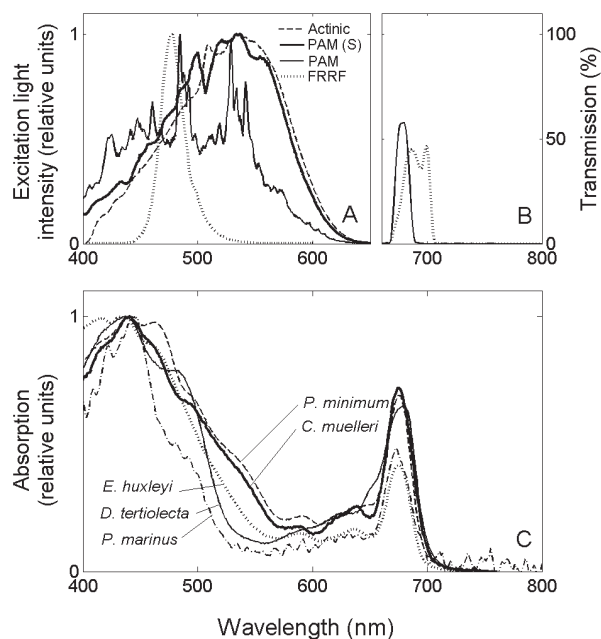 Excitation light
intensity (relative units)
1
0
Actinic
PAM (S)
PAM
FRRF
A
400 500 600
Transmission (%)
100
50
0
B
700 800
Absorption
(relative units)
1
0
P. minimum
C. muelleri
E. huxleyi
D. tertiolecta
P. marinus
C
400 500 600 700 800
Wavelength (nm)